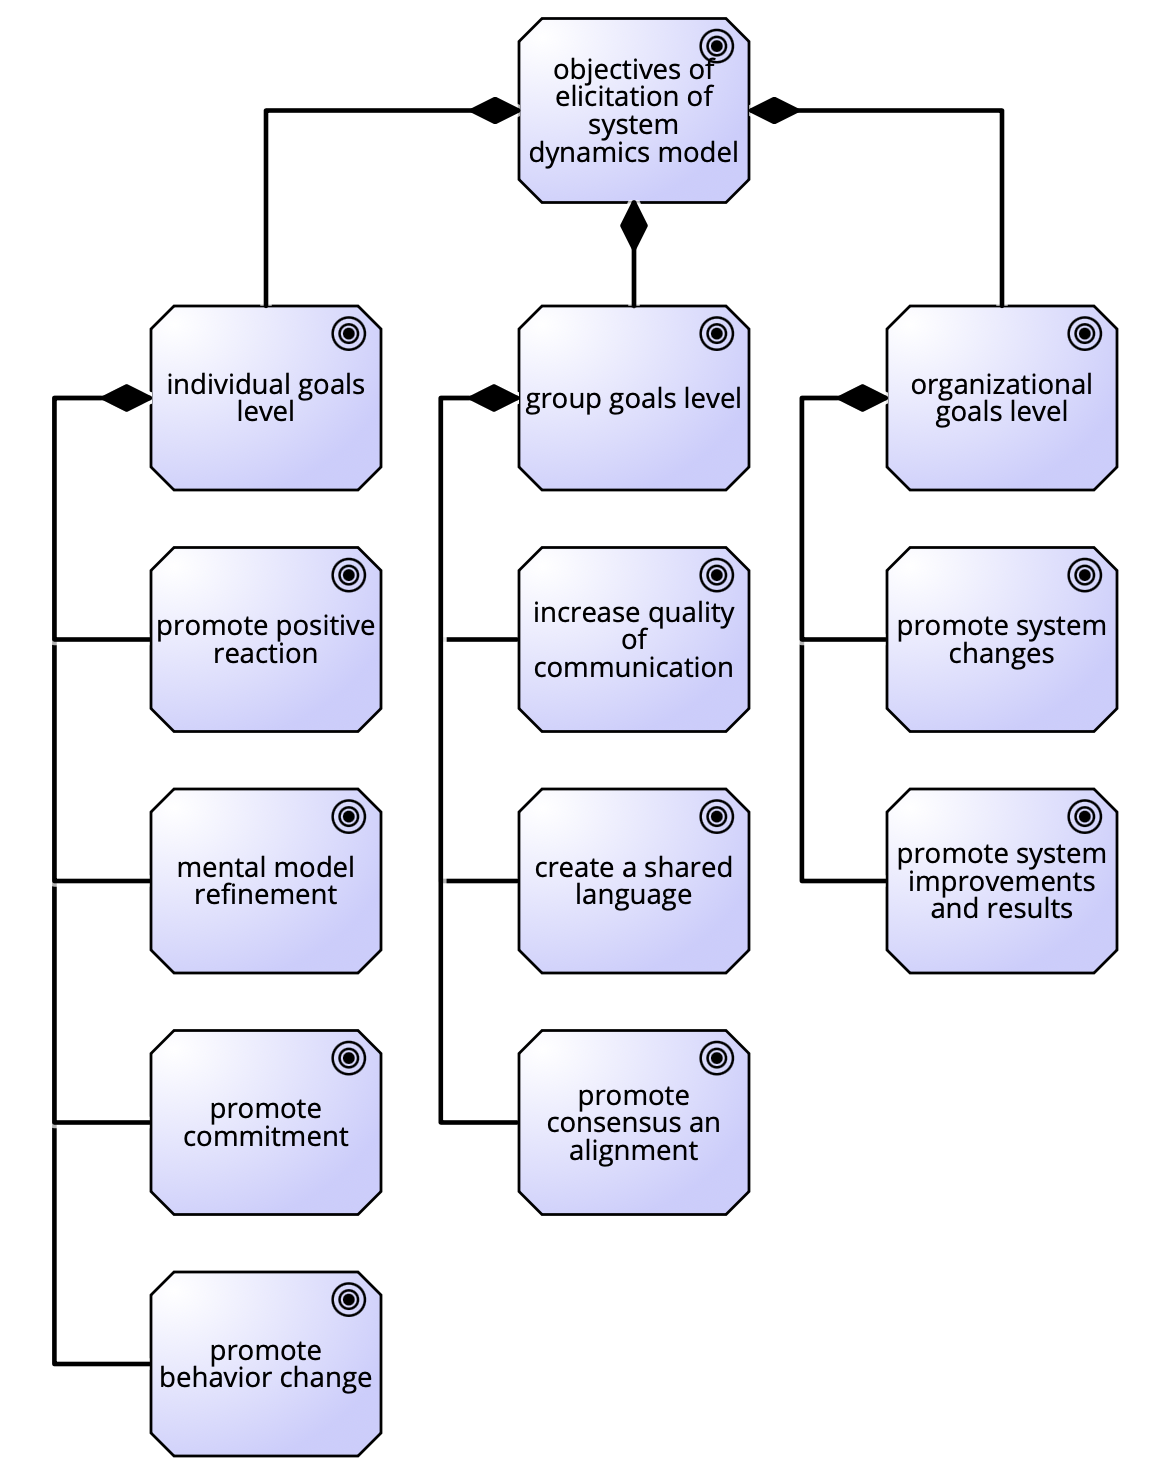 objectives of
elicitation of
system
dynamics model
individual goals
level
group goals level
organizational
goals level
promote positive
reaction
increase quality
of
communication
promote system
changes
mental model
refinement
create a shared
language
promote system
improvements
and results
promote
commitment
promote
consensus an
alignment
promote
behavior change